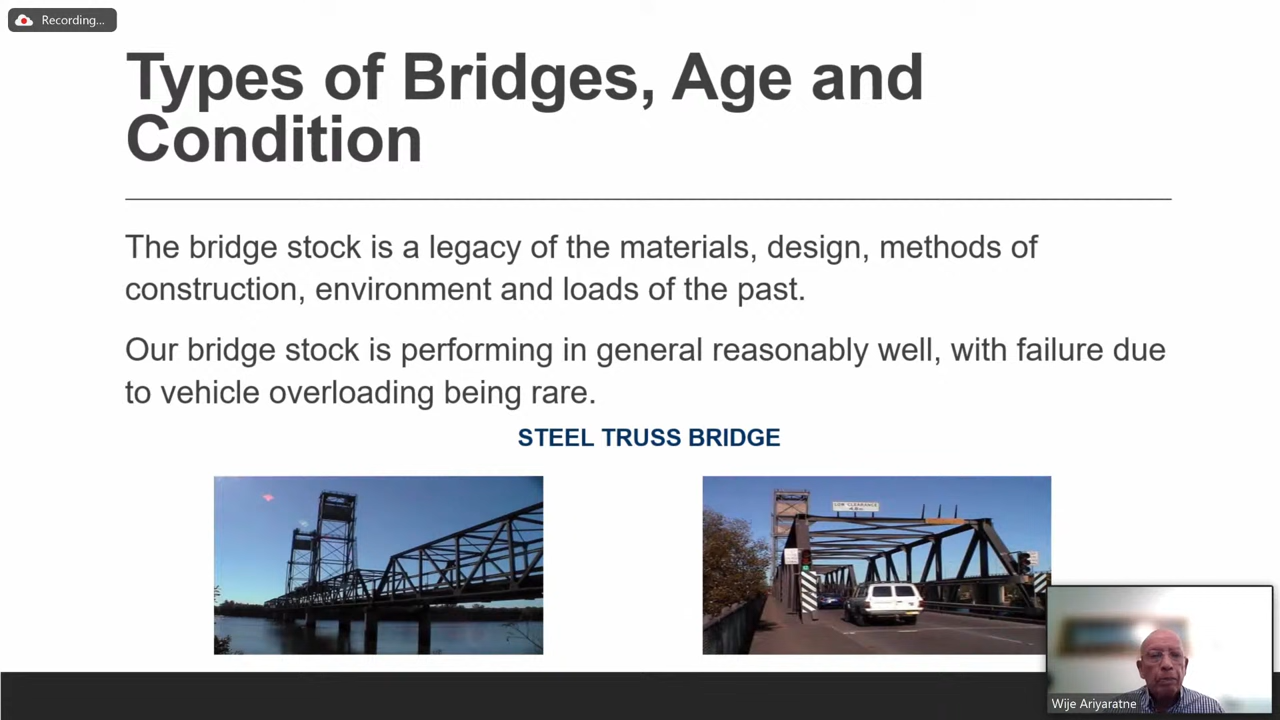 Recording...
Types of Bridges, Age and
Condition
The bridge stock is a legacy of the materials, design, methods of
construction, environment and loads of the past.
Our bridge stock is performing in general reasonably well, with failure due
to vehicle overloading being rare.
STEEL TRUSS BRIDGE
LOW CLEARANCE
Wije Ariyaratne